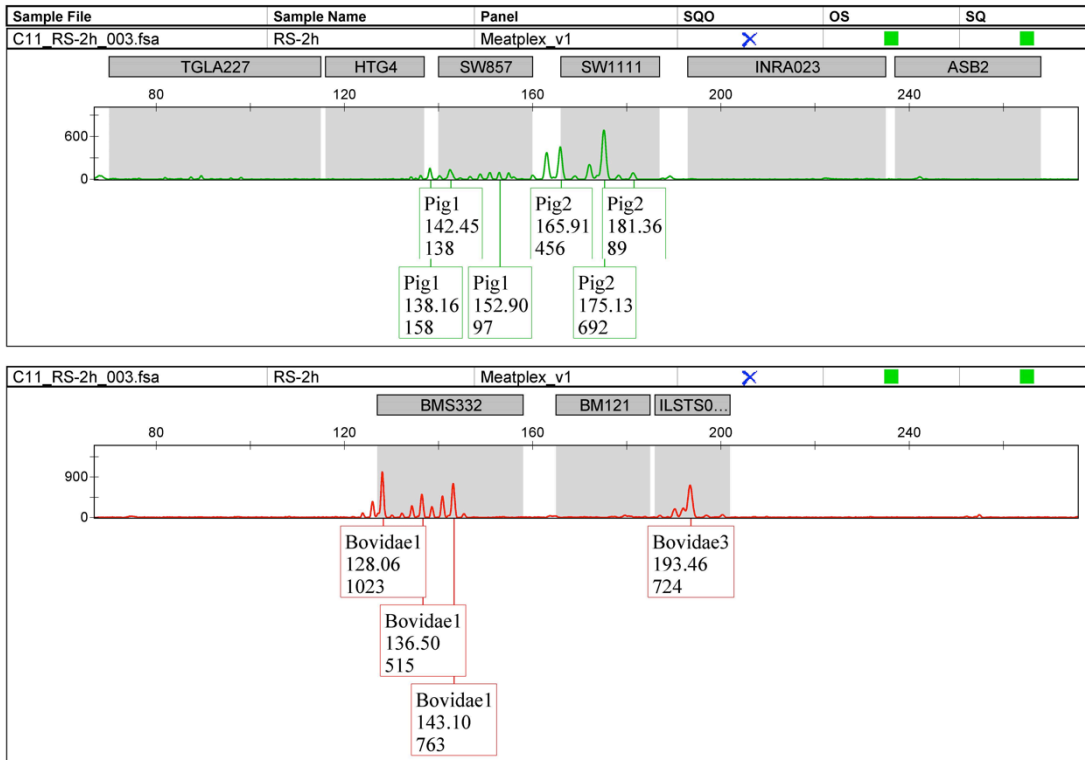 Sample File Sample Name Panel SQO OS SQ
C11_RS-2h_003.fsa RS-2h Meatplex_v1
TGLA227 HTG4 SW857 SW1111 INRA023 ASB2
80 120 160 200 240
600
0
Pig1
142.45
138
Pig2
165.91
456
Pig2
181.36
89
Pig1
138.16
158
Pig1
152.90
97
Pig2
175.13
692
C11_RS-2h_003.fsa RS-2h Meatplex_v1
BMS332 BM121 ILSTS0...
80 120 160 200 240
900
0
Bovidae1
128.06
1023
Bovidae3
193.46
724
Bovidae1
136.50
515
Bovidae1
143.10
763